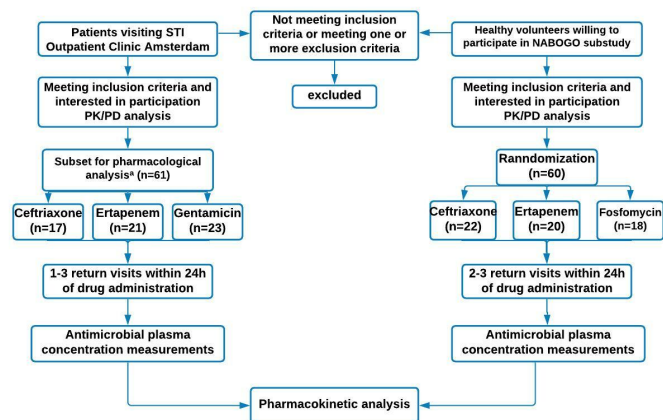 Patients visiting STI
Outpatient Clinic Amsterdam
Not meeting inclusion
criteria or meeting one or
more exclusion criteria
Healthy volunteers willing to
participate in NABOGO substudy
excluded
Meeting inclusion criteria and
interested in participation
PK/PD analysis
Meeting inclusion criteria and
interested in participation
PK/PD analysis
Subset for pharmacological
analysisª (n=61)
Ranndomization
(n=60)
Ceftriaxone
(n=17)
Ertapenem
(n=21)
Gentamicin
(n=23)
Ceftriaxone
(n=22)
Ertapenem
(n=20)
Fosfomycin
(n=18)
1-3 return visits within 24h
of drug administration
2-3 return visits within 24h
of drug administration
Antimicrobial plasma
concentration measurements
Antimicrobial plasma
concentration measurements
Pharmacokinetic analysis